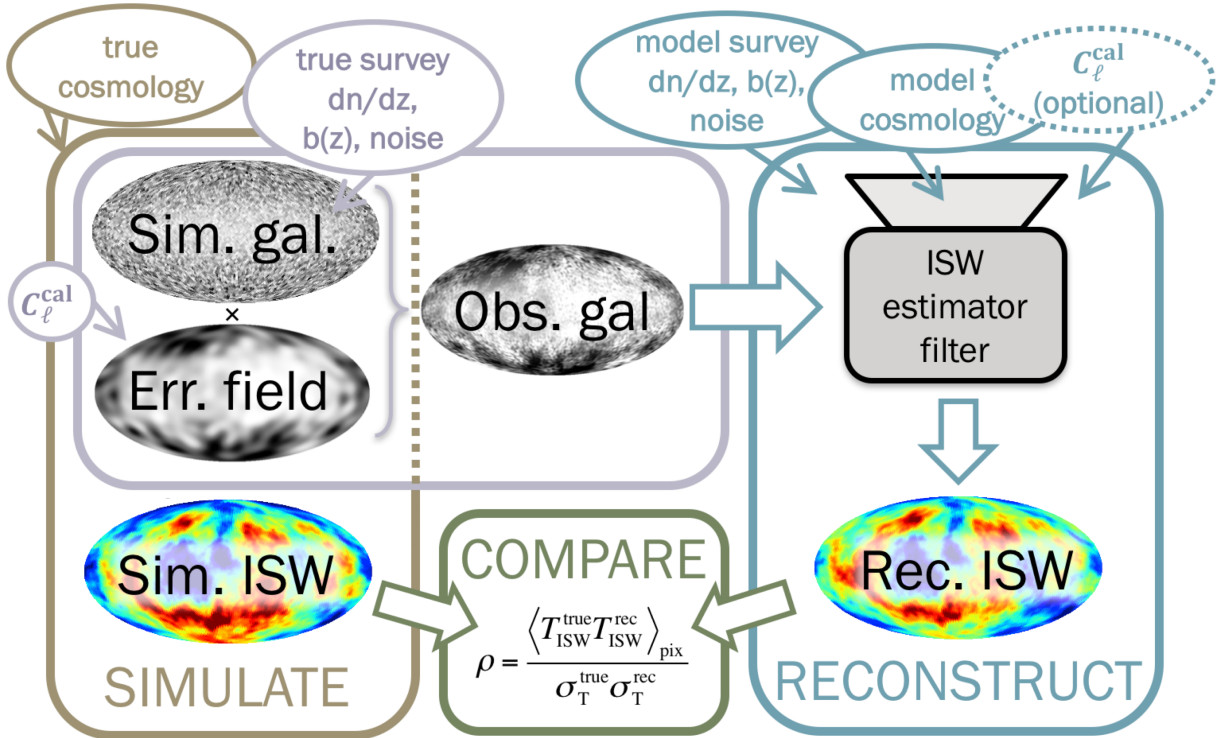 true
cosmology
true survey
dn/dz,
b(z), noise
model survey
dn/dz, b(z),
noise
model
cosmology
C_ℓ^cal
(optional)
Sim. gal.
C_ℓ^cal
×
Err. field
Obs. gal
ISW
estimator
filter
Sim. ISW
SIMULATE
COMPARE
ρ = ⟨T_ISW^true T_ISW^rec⟩_pix / σ_T^true σ_T^rec
Rec. ISW
RECONSTRUCT